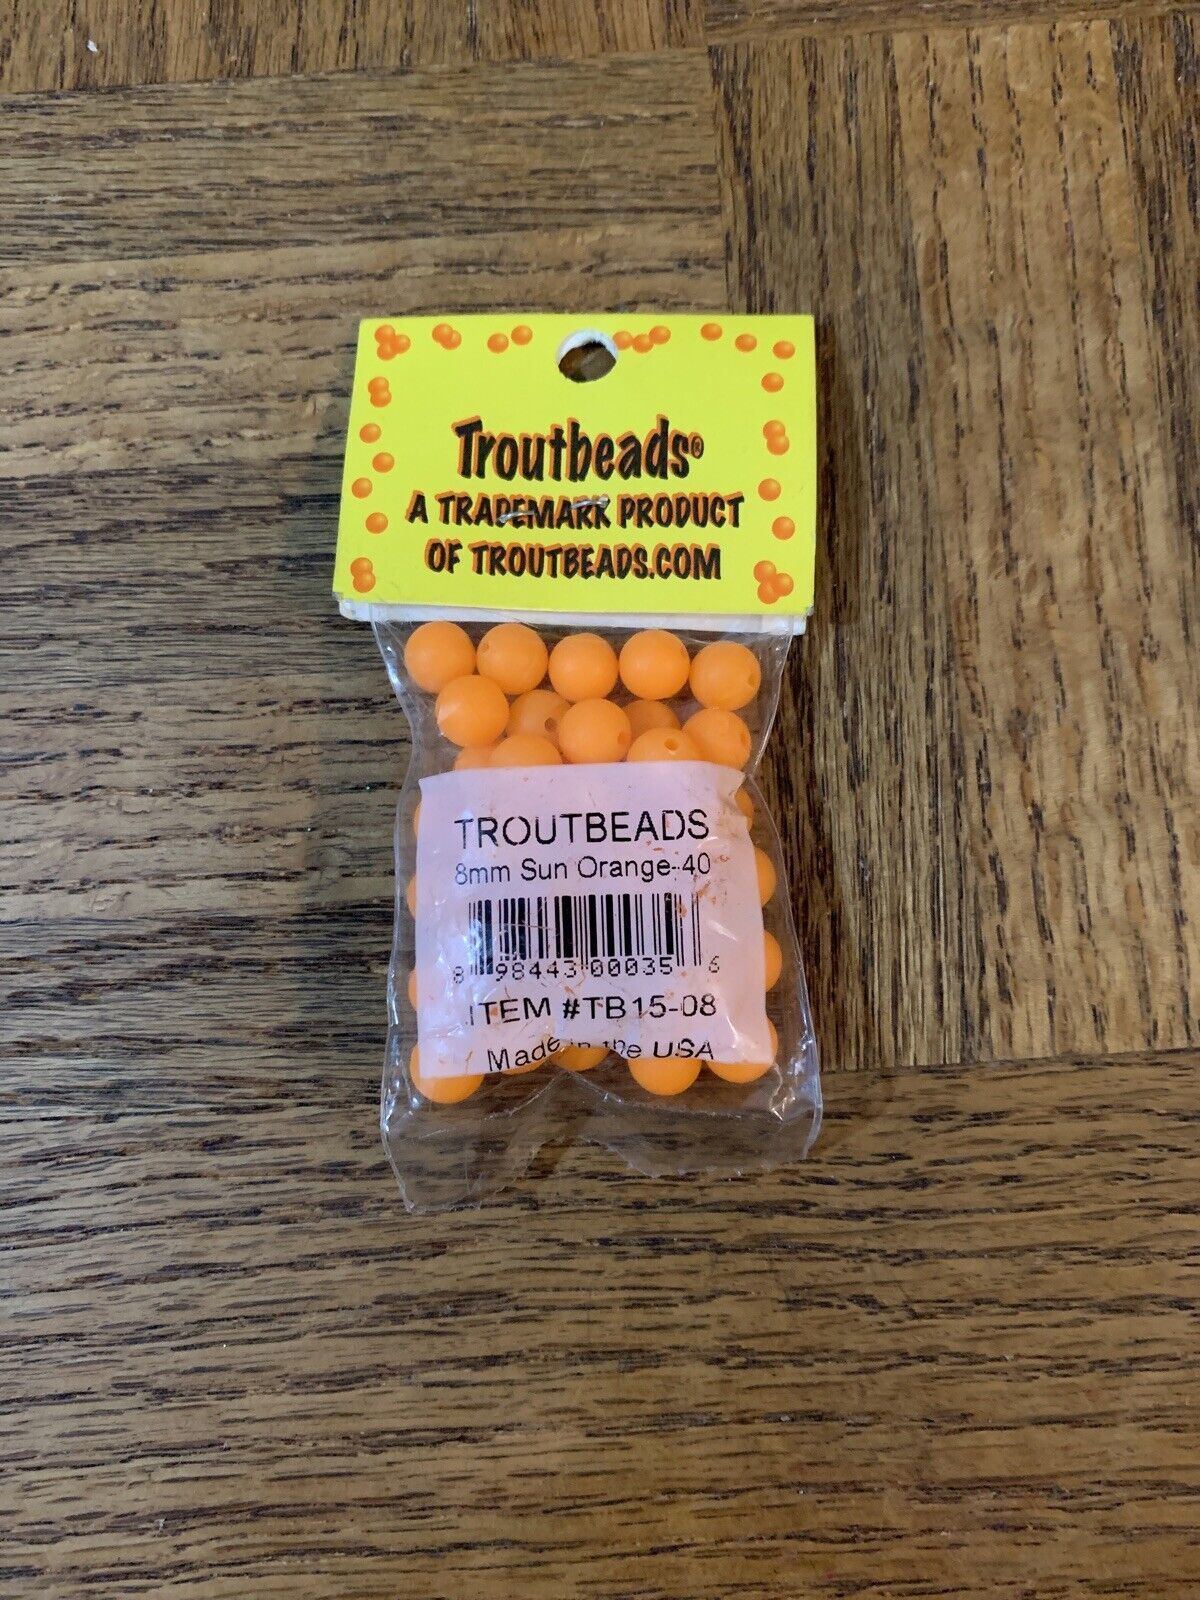 Troutbeads®
A TRADEMARK PRODUCT
OF TROUTBEADS.COM
TROUTBEADS
8mm Sun Orange-40
8 98443 00035 6
ITEM #TB15-08
Made in the USA